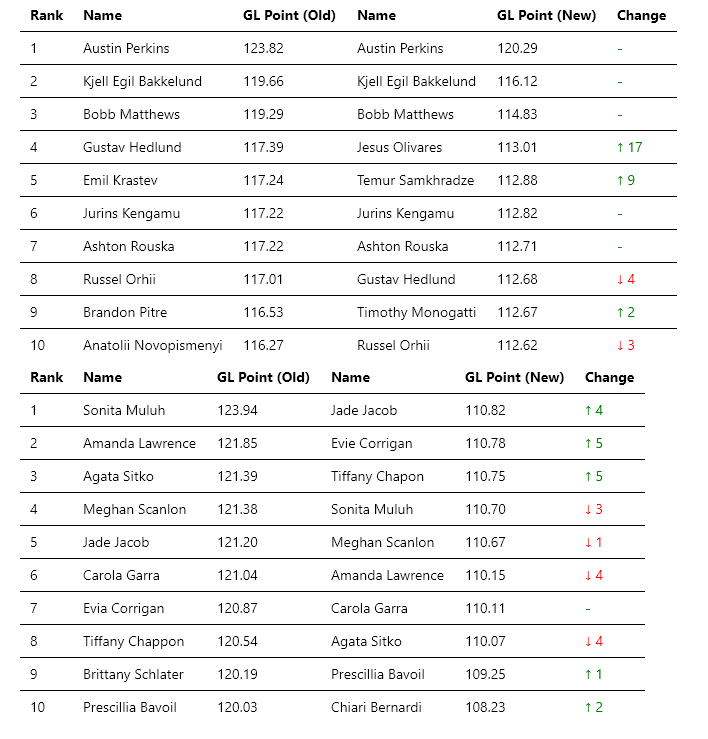 Rank Name GL Point (Old) Name GL Point (New) Change
1 Austin Perkins 123.82 Austin Perkins 120.29 -
2 Kjell Egil Bakkelund 119.66 Kjell Egil Bakkelund 116.12 -
3 Bobb Matthews 119.29 Bobb Matthews 114.83 -
4 Gustav Hedlund 117.39 Jesus Olivares 113.01 ↑ 17
5 Emil Krastev 117.24 Temur Samkhradze 112.88 ↑ 9
6 Jurins Kengamu 117.22 Jurins Kengamu 112.82 -
7 Ashton Rouska 117.22 Ashton Rouska 112.71 -
8 Russel Orhii 117.01 Gustav Hedlund 112.68 ↓ 4
9 Brandon Pitre 116.53 Timothy Monogatti 112.67 ↑ 2
10 Anatolii Novopismenyi 116.27 Russel Orhii 112.62 ↓ 3
Rank Name GL Point (Old) Name GL Point (New) Change
1 Sonita Muluh 123.94 Jade Jacob 110.82 ↑ 4
2 Amanda Lawrence 121.85 Evie Corrigan 110.78 ↑ 5
3 Agata Sitko 121.39 Tiffany Chapon 110.75 ↑ 5
4 Meghan Scanlon 121.38 Sonita Muluh 110.70 ↓ 3
5 Jade Jacob 121.20 Meghan Scanlon 110.67 ↓ 1
6 Carola Garra 121.04 Amanda Lawrence 110.15 ↓ 4
7 Evia Corrigan 120.87 Carola Garra 110.11 -
8 Tiffany Chappon 120.54 Agata Sitko 110.07 ↓ 4
9 Brittany Schlater 120.19 Prescillia Bavoil 109.25 ↑ 1
10 Prescillia Bavoil 120.03 Chiari Bernardi 108.23 ↑ 2